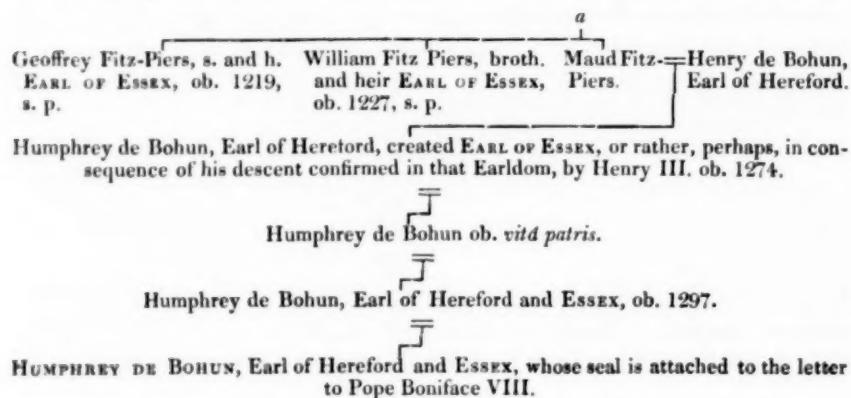 a
Geoffrey Fitz-Piers, s. and h. EARL OF ESSEX, ob. 1219, s. p.
William Fitz Piers, broth. and heir EARL OF ESSEX, ob. 1227, s. p.
Maud Fitz-Piers.
Henry de Bohun, Earl of Hereford.
Humphrey de Bohun, Earl of Hereford, created EARL OF ESSEX, or rather, perhaps, in con-
sequence of his descent confirmed in that Earldom, by Henry III. ob. 1274.
Humphrey de Bohun ob. vitá patris.
Humphrey de Bohun, Earl of Hereford and ESSEX, ob. 1297.
HUMPHREY DE BOHUN, Earl of Hereford and ESSEX, whose seal is attached to the letter
to Pope Boniface VIII.